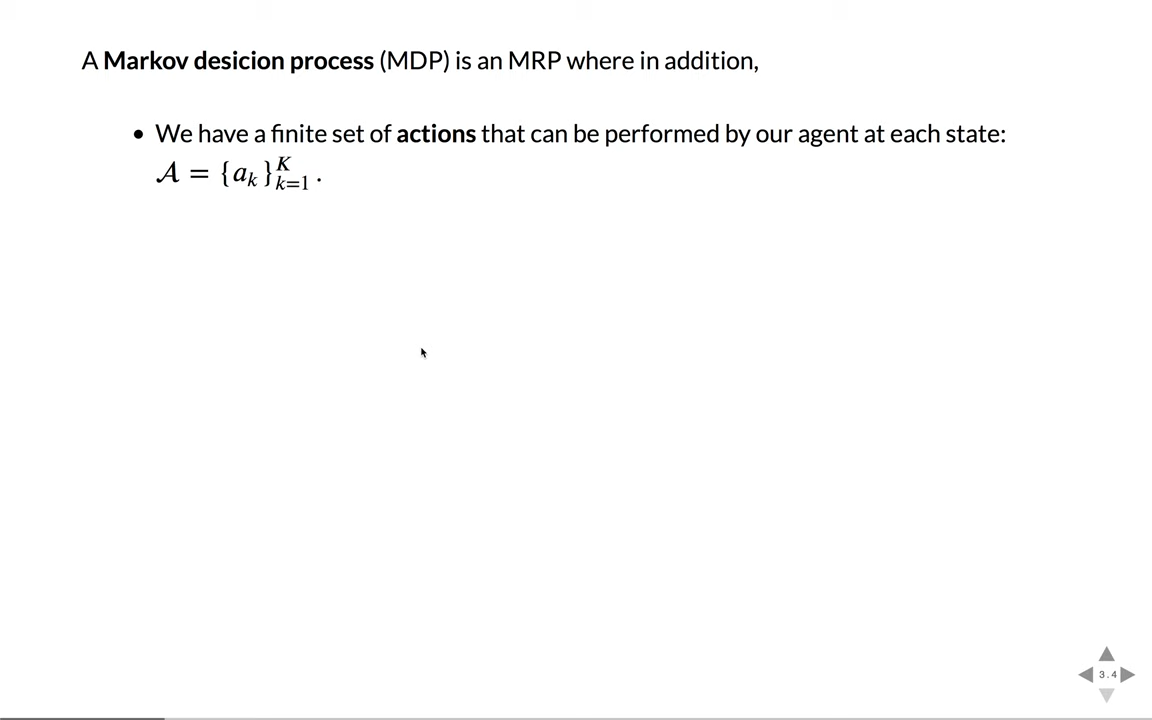 A Markov desicion process (MDP) is an MRP where in addition,
• We have a finite set of actions that can be performed by our agent at each state:
𝒜 = {a_k}_{k=1}^K .
3.4